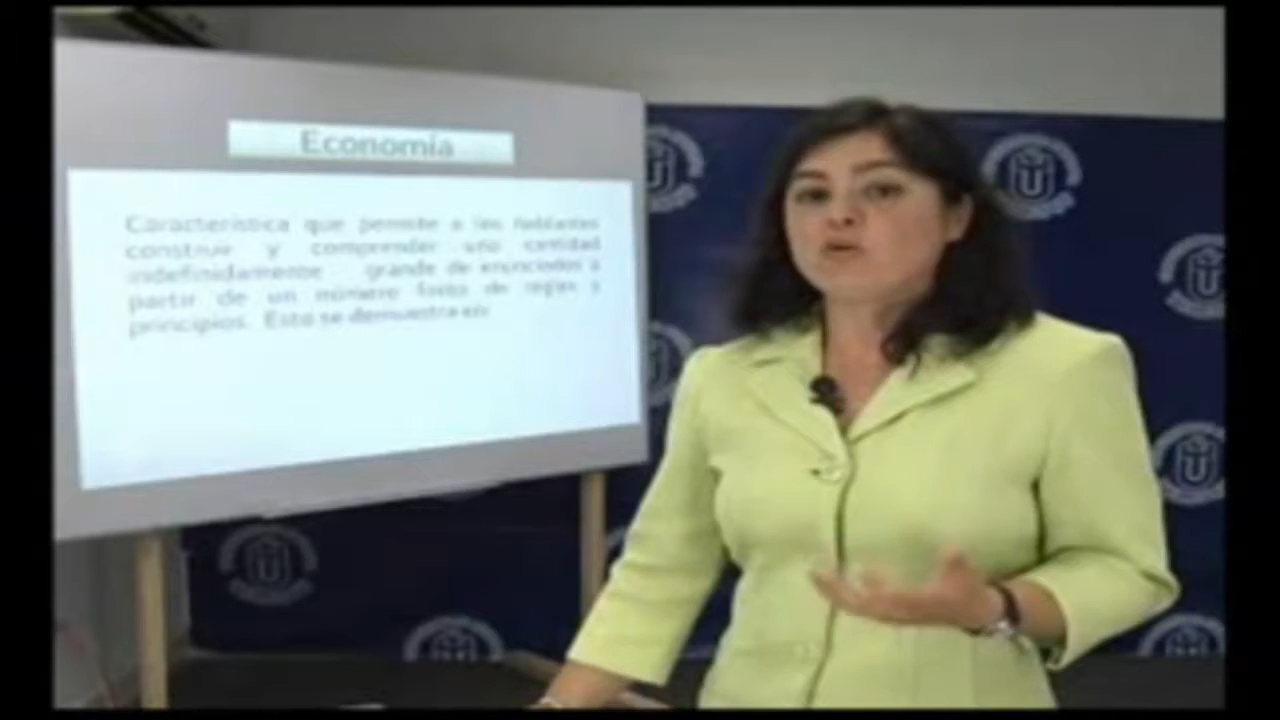 Economía
Característica que permite a los hablantes
construir y comprender una cantidad
indefinidamente grande de enunciados a
partir de un número finito de reglas y
principios. Esto se demuestra en: